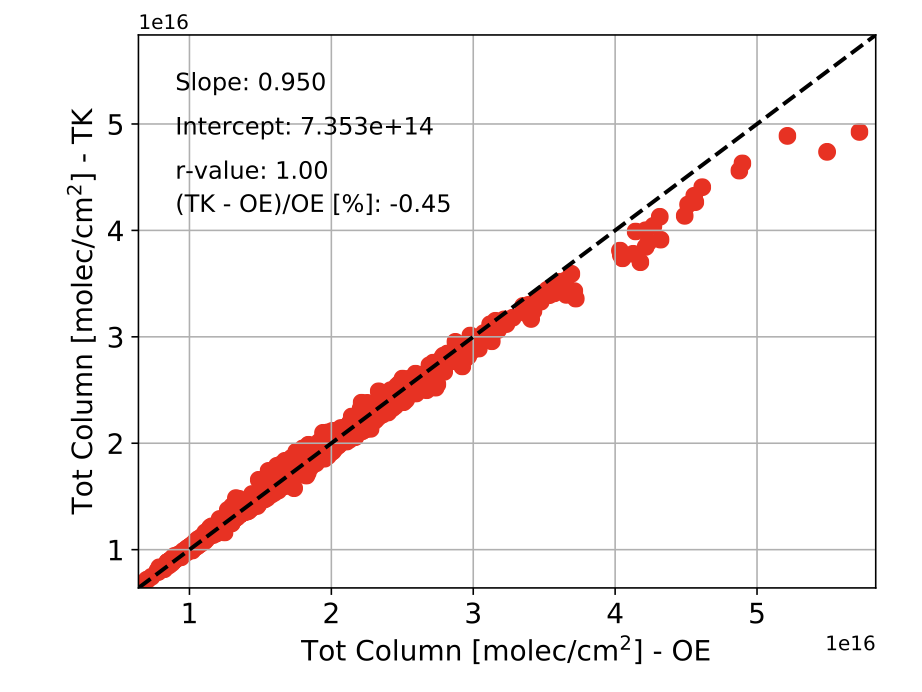 1e16
Slope: 0.950
Intercept: 7.353e+14
r-value: 1.00
(TK - OE)/OE [%]: -0.45
Tot Column [molec/cm²] - TK
5
4
3
2
1
1 2 3 4 5
1e16
Tot Column [molec/cm²] - OE